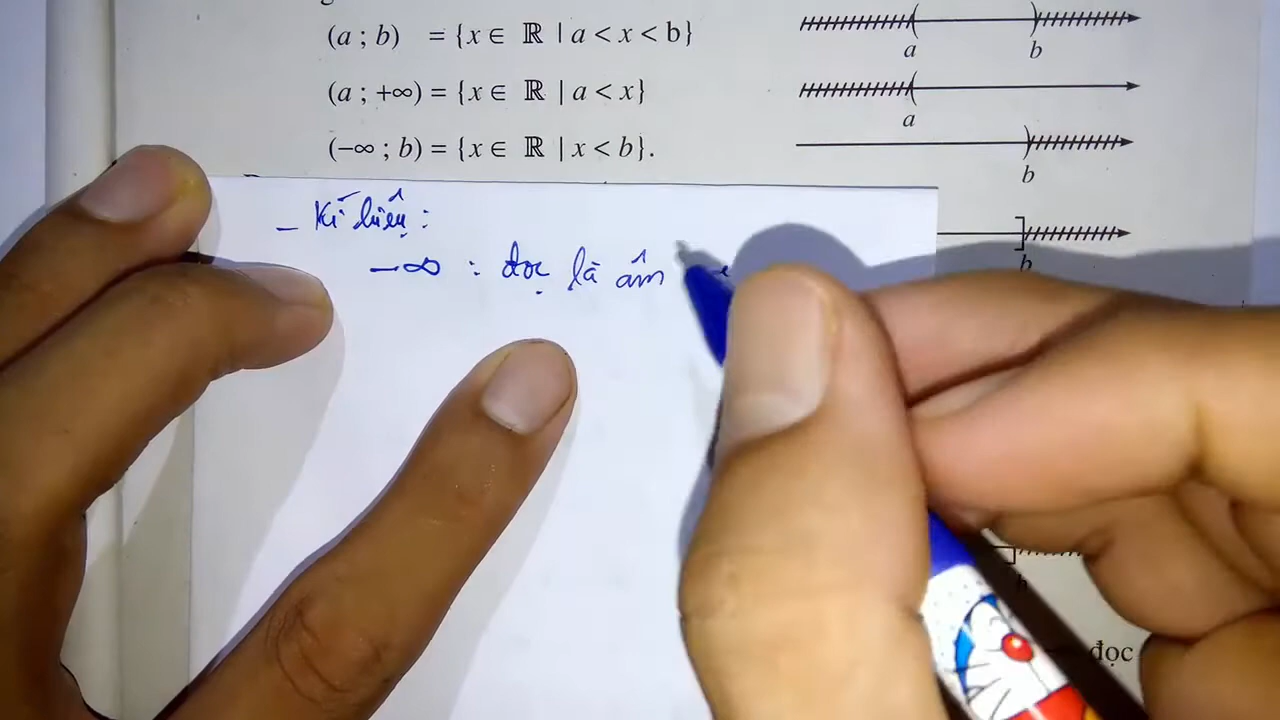 (a ; b) = {x ∈ ℝ | a < x < b}
a b
(a ; +∞) = {x ∈ ℝ | a < x}
a
(−∞ ; b) = {x ∈ ℝ | x < b}.
b
- Kí hiệu :
-∞ : đọc là âm
b
b
đọc